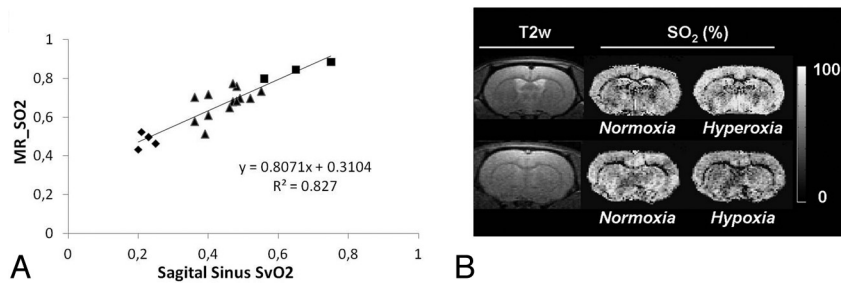 1
0,8
0,6
0,4
0,2
0
0 0,2 0,4 0,6 0,8 1
MR_SO2
Sagital Sinus SvO2
y = 0.8071x + 0.3104
R² = 0.827
A
T2w SO₂ (%)
Normoxia Hyperoxia
Normoxia Hypoxia
100
0
B